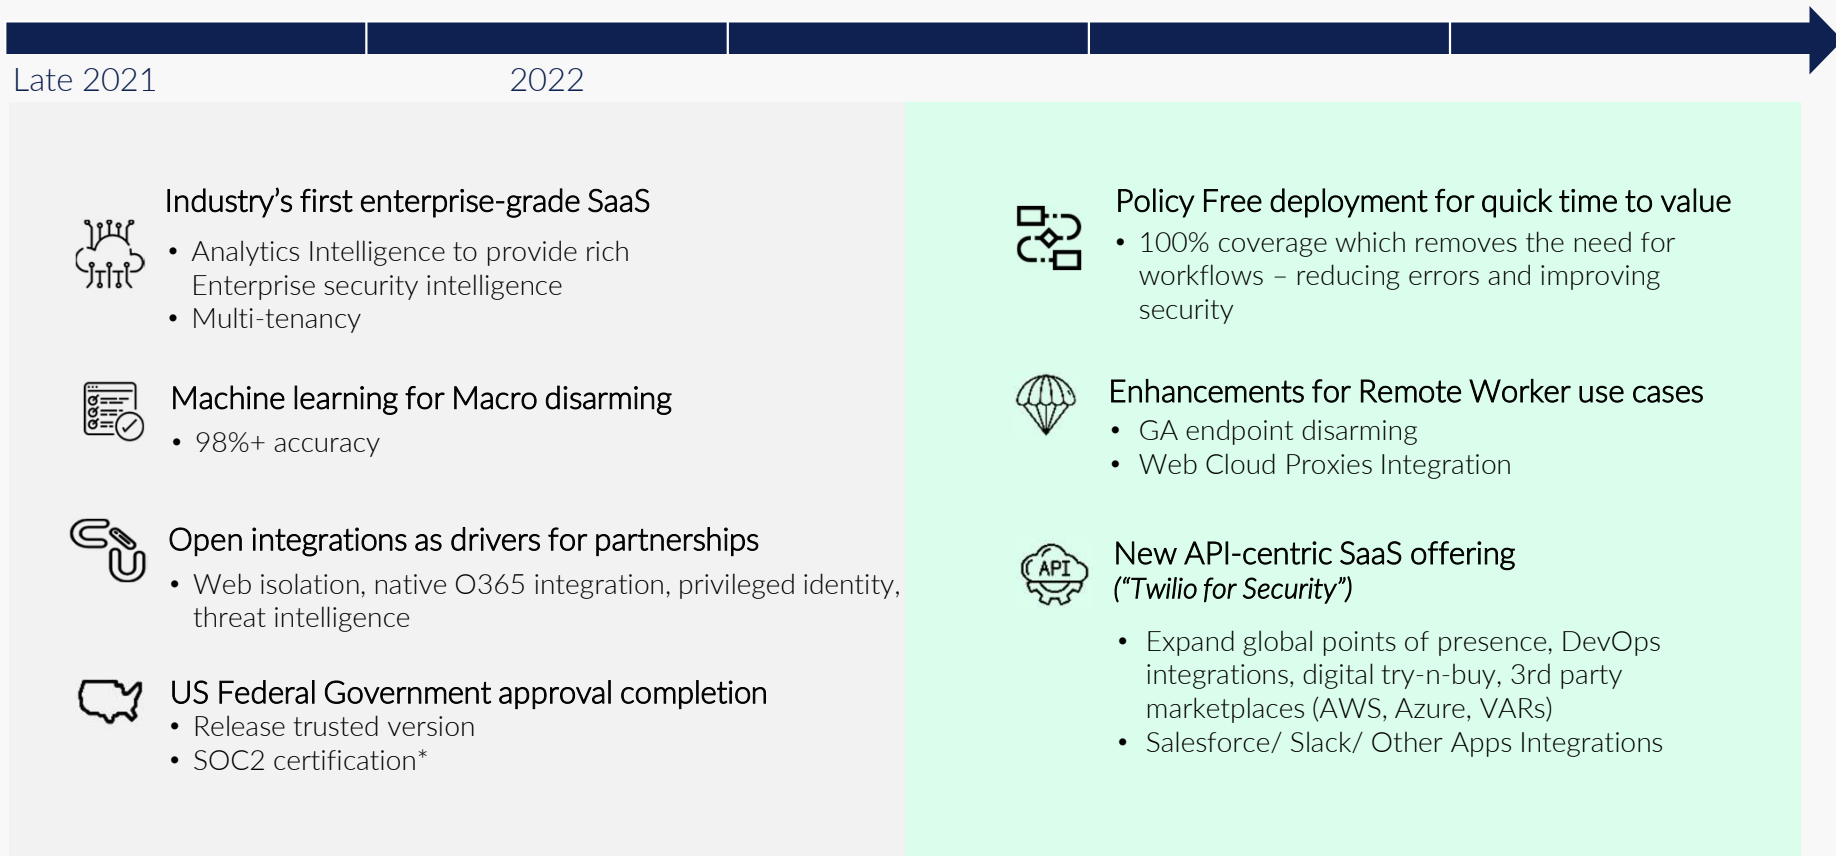 Late 2021
2022
Industry’s first enterprise-grade SaaS
• Analytics Intelligence to provide rich
Enterprise security intelligence
• Multi-tenancy
Machine learning for Macro disarming
• 98%+ accuracy
Open integrations as drivers for partnerships
• Web isolation, native O365 integration, privileged identity,
threat intelligence
US Federal Government approval completion
• Release trusted version
• SOC2 certification*
Policy Free deployment for quick time to value
• 100% coverage which removes the need for
workflows – reducing errors and improving
security
Enhancements for Remote Worker use cases
• GA endpoint disarming
• Web Cloud Proxies Integration
API
New API-centric SaaS offering
(“Twilio for Security”)
• Expand global points of presence, DevOps
integrations, digital try-n-buy, 3rd party
marketplaces (AWS, Azure, VARs)
• Salesforce/ Slack/ Other Apps Integrations